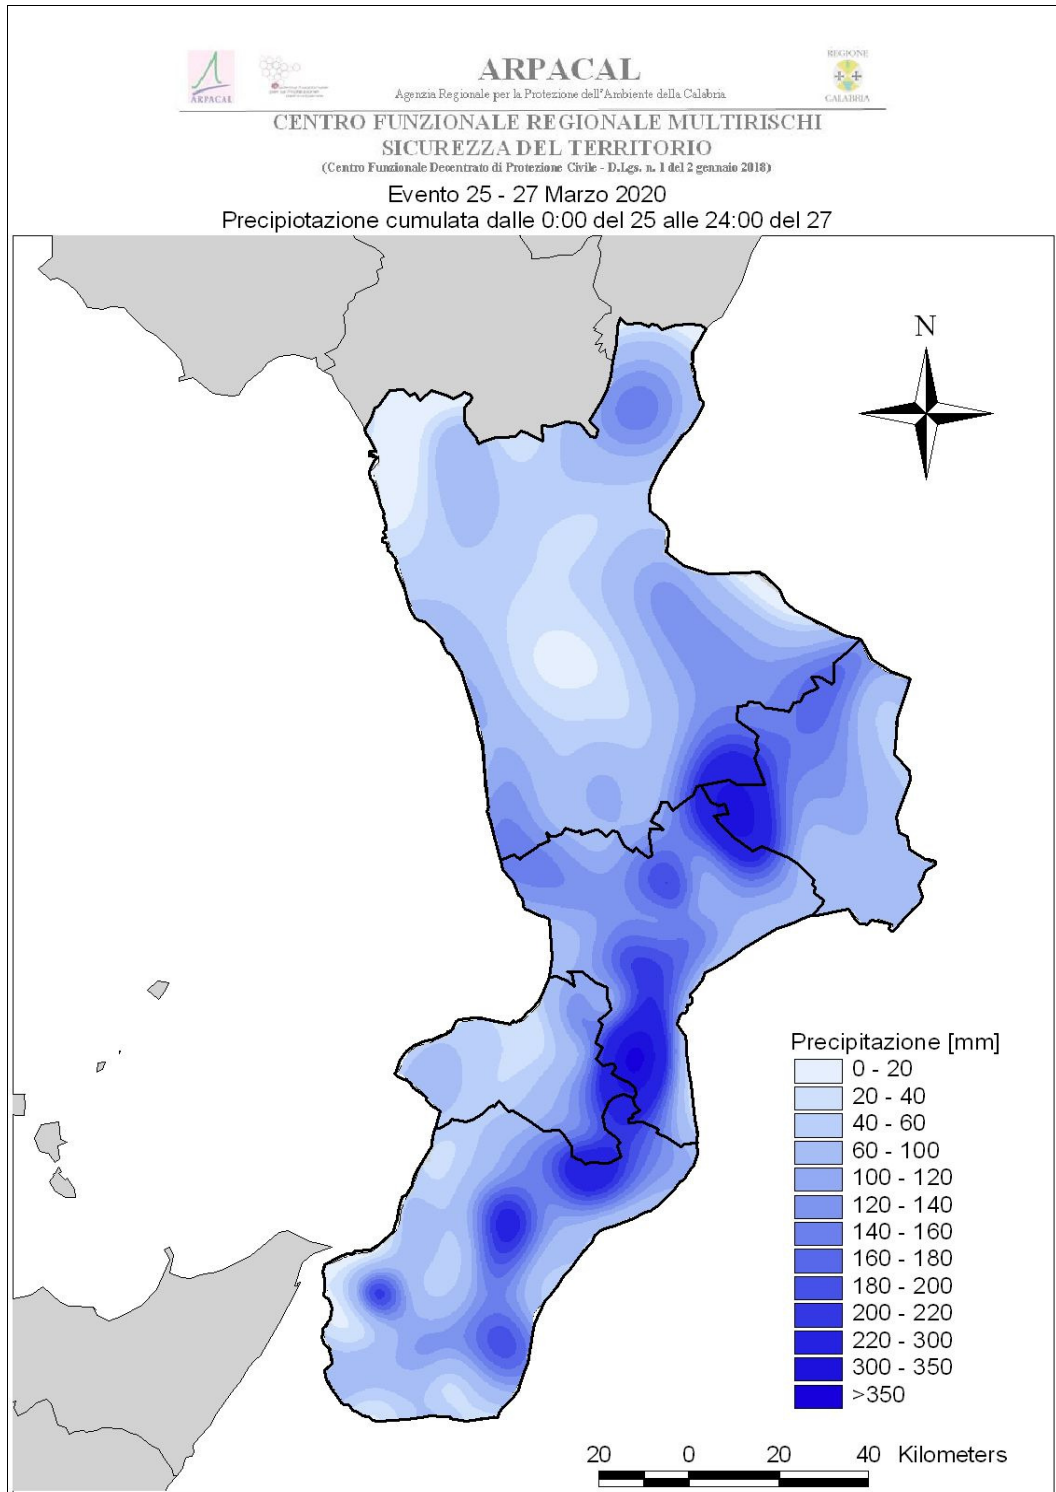 ARPACAL
REGIONE
ARPACAL
Agenzia Regionale per la Protezione dell'Ambiente della Calabria
CALABRIA
CENTRO FUNZIONALE REGIONALE MULTIRISCHI
SICUREZZA DEL TERRITORIO
(Centro Funzionale Decentrato di Protezione Civile - D.Lgs. n. 1 del 2 gennaio 2018)
Evento 25 - 27 Marzo 2020
Precipiotazione cumulata dalle 0:00 del 25 alle 24:00 del 27
N
Precipitazione [mm]
0 - 20
20 - 40
40 - 60
60 - 100
100 - 120
120 - 140
140 - 160
160 - 180
180 - 200
200 - 220
220 - 300
300 - 350
>350
20 0 20 40 Kilometers